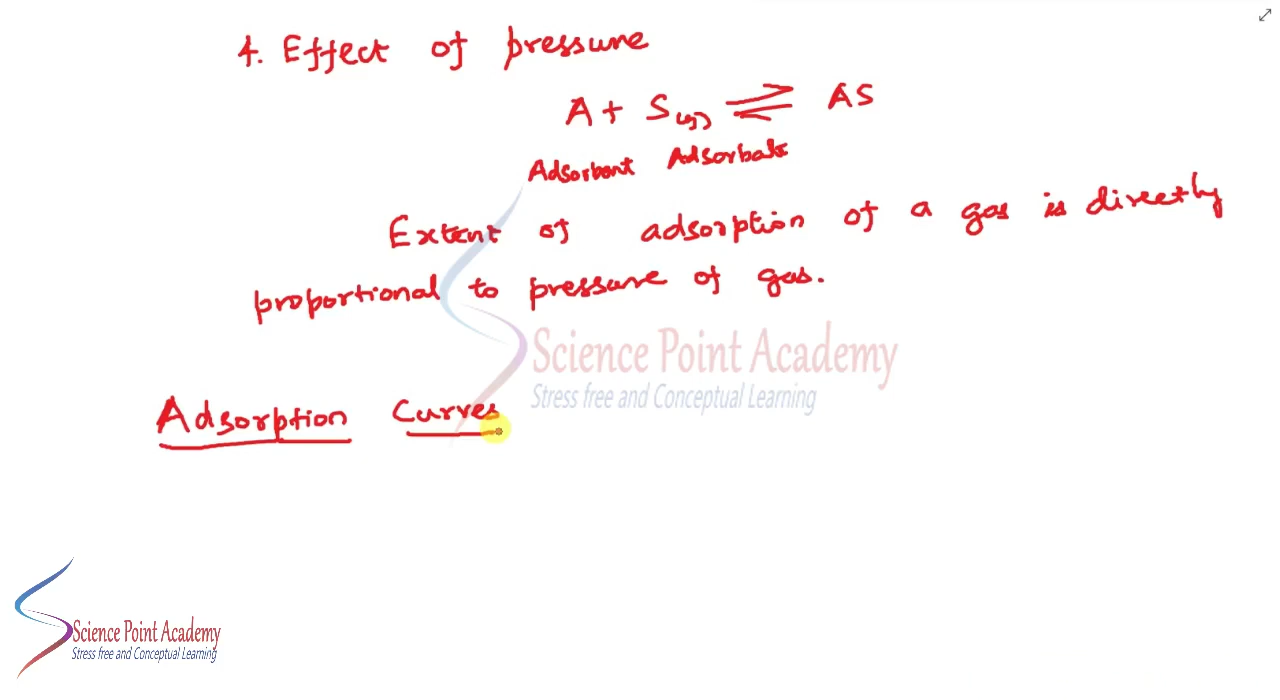 4. Effect of pressure
A + S(g) ⇌ AS
Adsorbent Adsorbate
Extent of adsorption of a gas is directly
proportional to pressure of gas.
Science Point Academy
Stress free and Conceptual Learning
Adsorption Curves
Science Point Academy
Stress free and Conceptual Learning